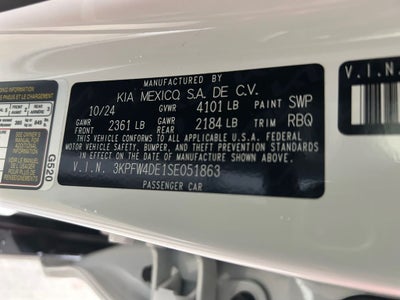 MANUFACTURED BY
KIA MEXICO, S.A. DE C.V.
10/24 GVWR 4101 LB PAINT SWP
GAWR GAWR
FRONT 2361 LB REAR 2184 LB TRIM RBQ
THIS VEHICLE CONFORMS TO ALL APPLICABLE U.S.A. FEDERAL
MOTOR VEHICLE SAFETY, BUMPER, AND THEFT PREVENTION
STANDARDS IN EFFECT ON THE DATE OF MANUFACTURE SHOWN ABOVE.
V.I.N. 3KPFW4DE1SE051863
PASSENGER CAR
G520
V.I.N.